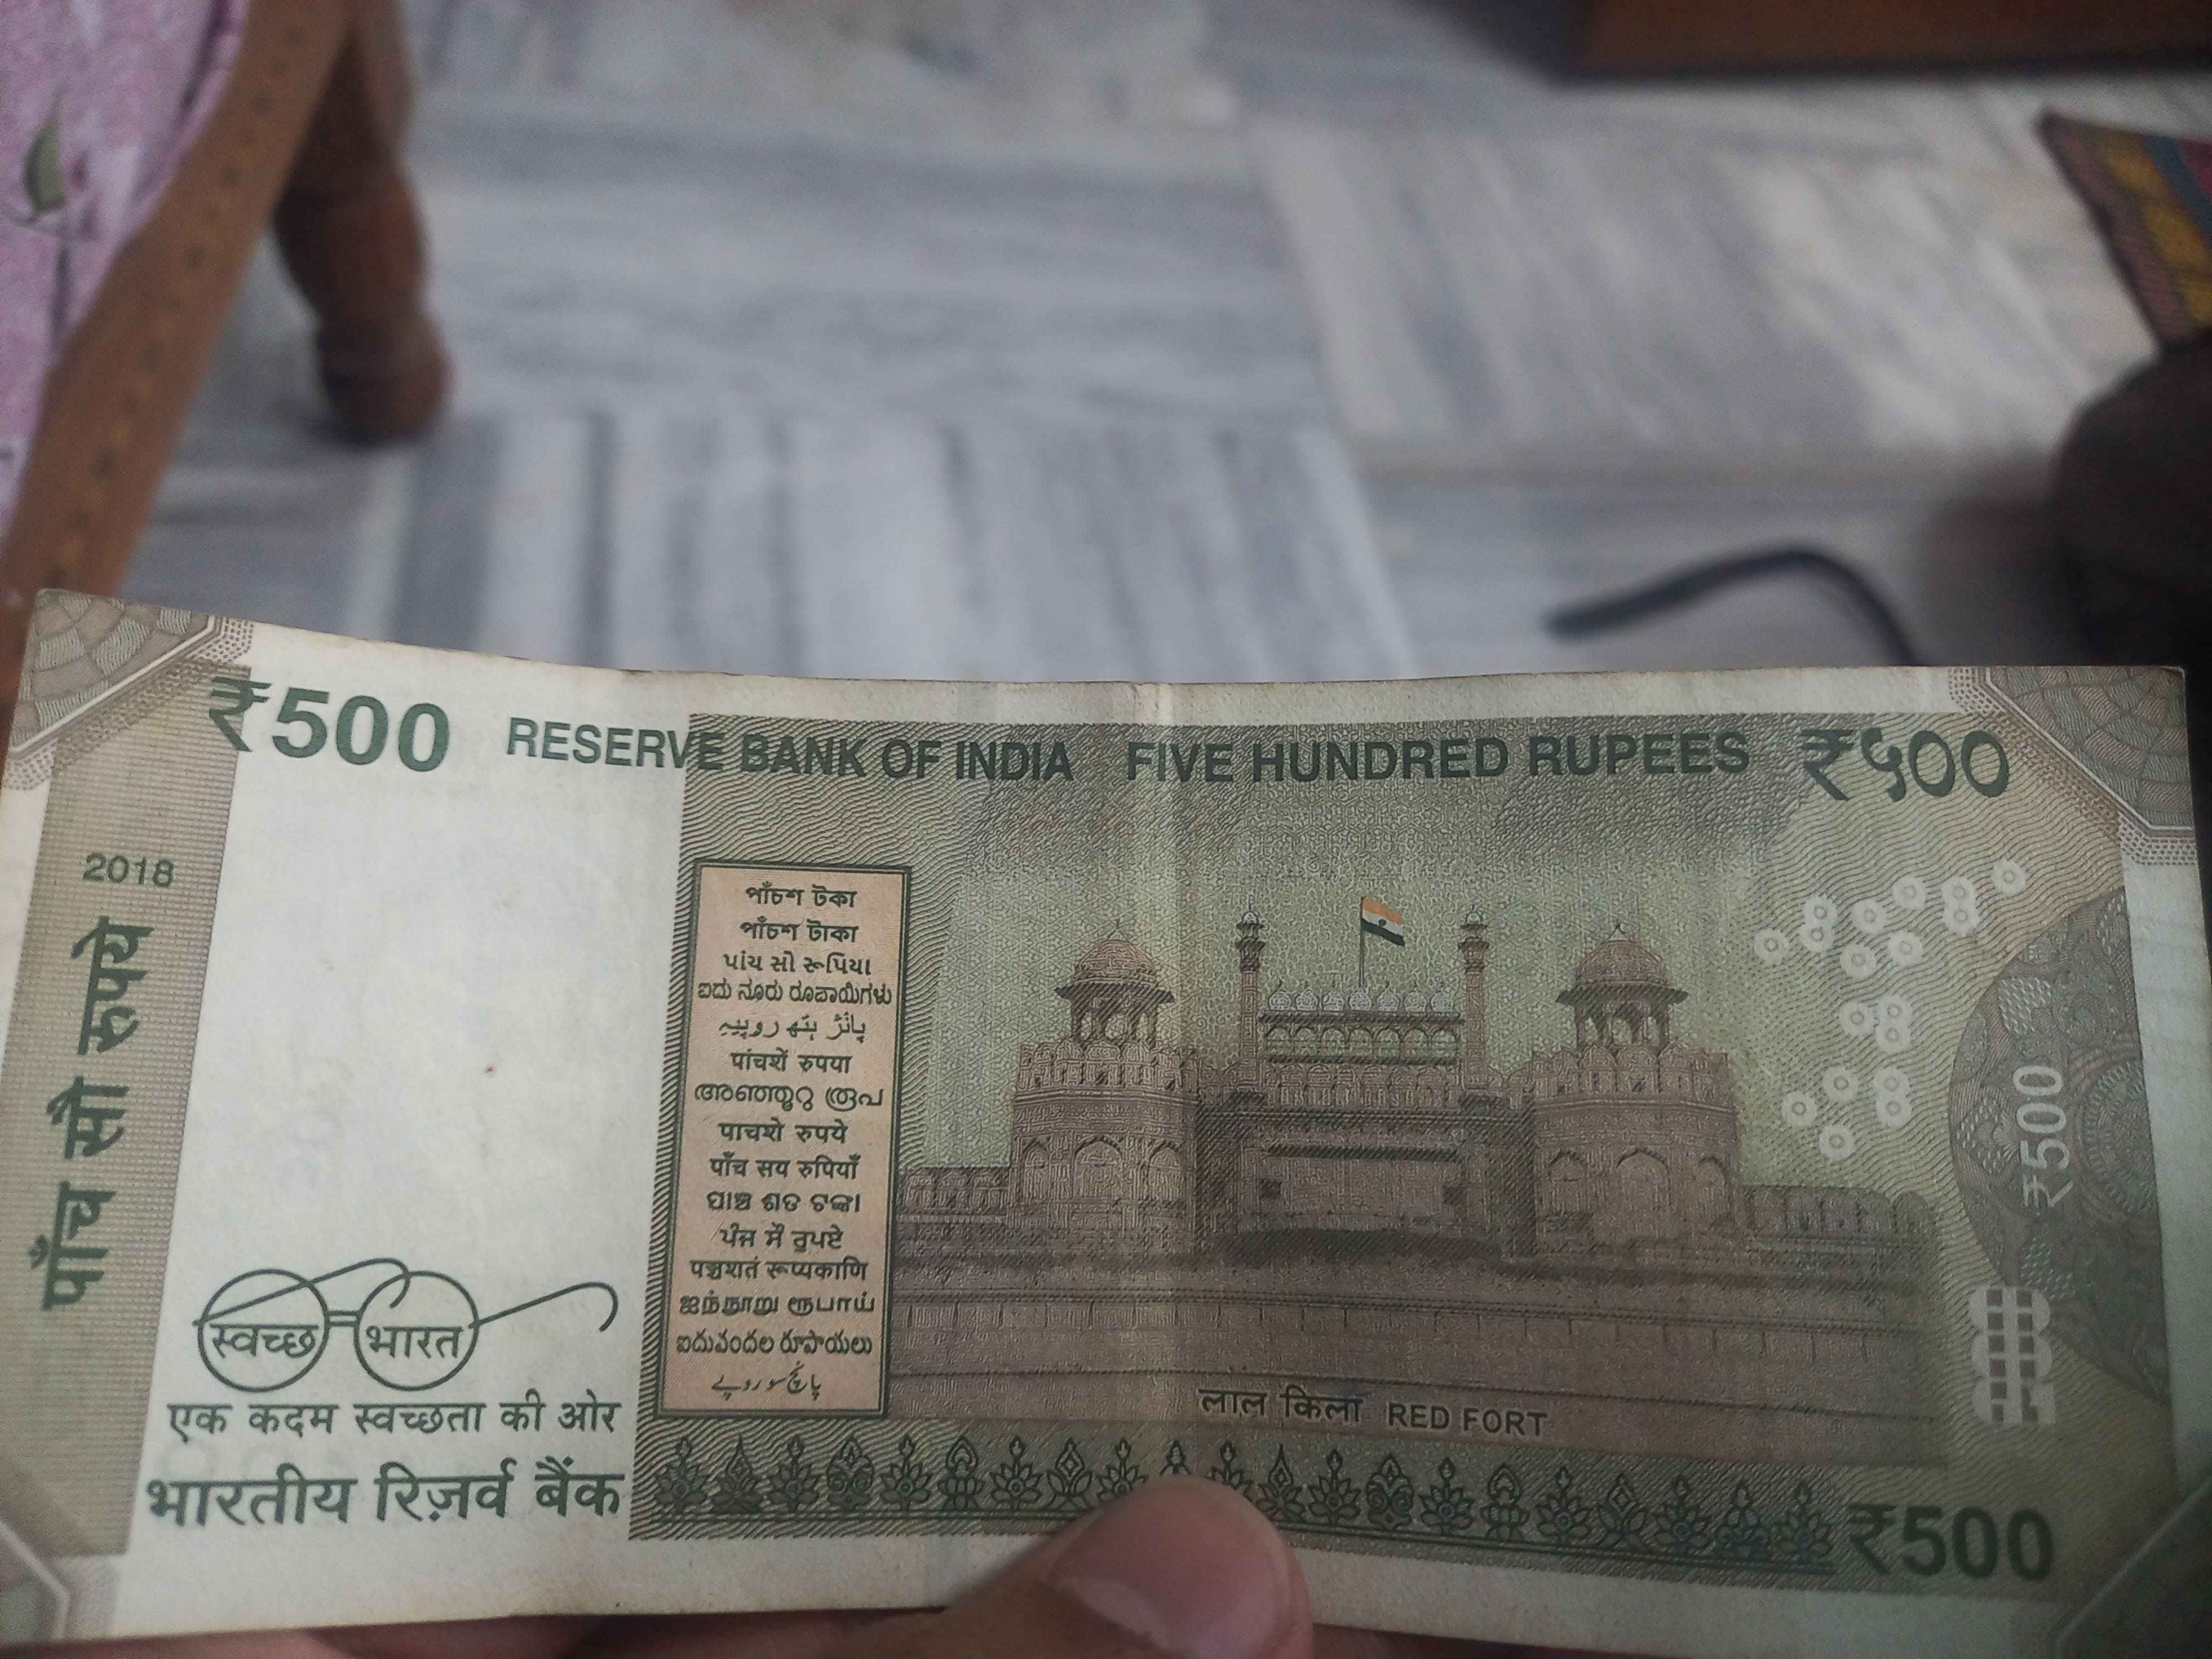 ₹500 RESERVE BANK OF INDIA FIVE HUNDRED RUPEES ₹५००
2018
पाँच सौ रुपये
পাঁচশ টকা
পাঁচশ টাকা
પાંચ સો રૂપિયા
ಐದು ನೂರು ರೂಪಾಯಿಗಳು
پانٛژ ہَتھ روپیہِ
पांचशें रुपया
അഞ്ഞൂറു രൂപ
पाचशे रुपये
पाँच सय रुपियाँ
ପାଞ୍ଚ ଶତ ଟଙ୍କା
ਪੰਜ ਸੌ ਰੁਪਏ
पञ्चशतं रूप्यकाणि
ஐந்நூறு ரூபாய்
ఐదువందల రూపాయలు
پانچ سو روپے
₹500
लाल किला RED FORT
स्वच्छ भारत
एक कदम स्वच्छता की ओर
भारतीय रिज़र्व बैंक
₹500